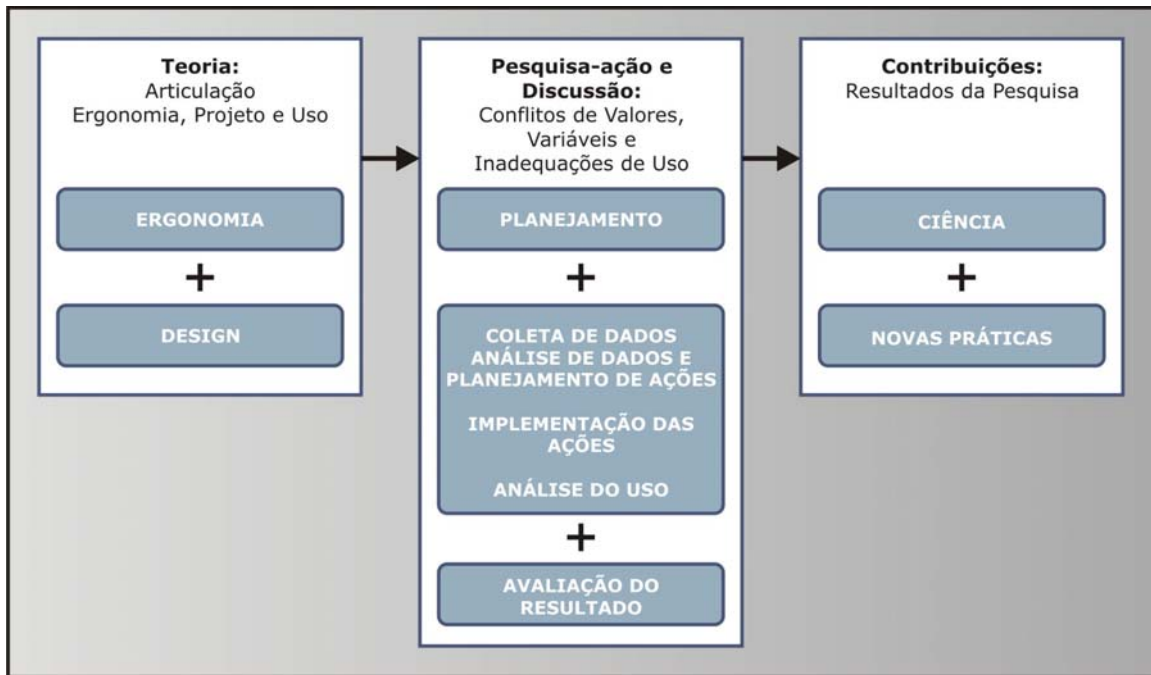 Teoria:
Articulação
Ergonomia, Projeto e Uso
ERGONOMIA
+
DESIGN
Pesquisa-ação e
Discussão:
Conflitos de Valores,
Variáveis e
Inadequações de Uso
PLANEJAMENTO
+
COLETA DE DADOS
ANÁLISE DE DADOS E
PLANEJAMENTO DE AÇÕES
IMPLEMENTAÇÃO DAS
AÇÕES
ANÁLISE DO USO
+
AVALIAÇÃO DO
RESULTADO
Contribuições:
Resultados da Pesquisa
CIÊNCIA
+
NOVAS PRÁTICAS